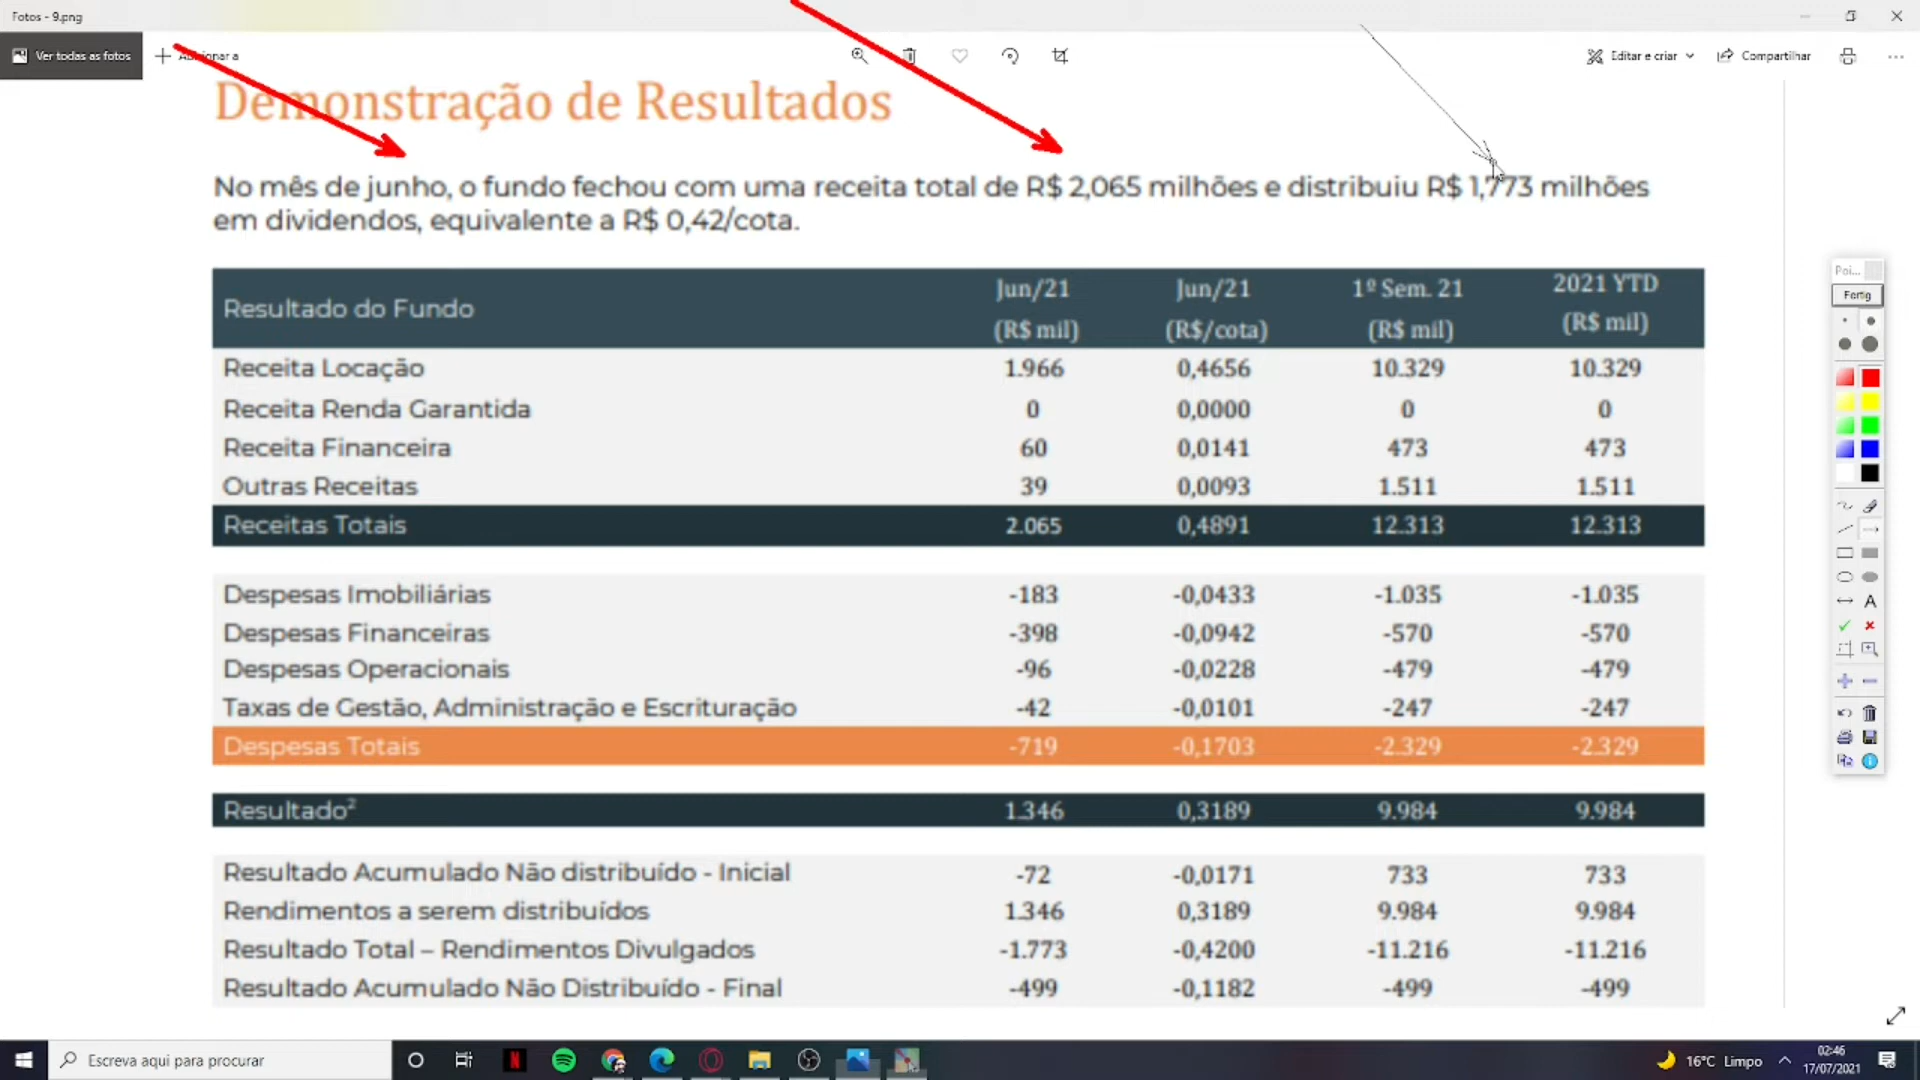 Fotos - 9.png
Ver todas as fotos
Adicionar a
Editar e criar
Compartilhar
Demonstração de Resultados
No mês de junho, o fundo fechou com uma receita total de R$ 2,065 milhões e distribuiu R$ 1,773 milhões
em dividendos, equivalente a R$ 0,42/cota.
Resultado do Fundo Jun/21 (R$ mil) Jun/21 (R$/cota) 1º Sem. 21 (R$ mil) 2021 YTD (R$ mil)
Receita Locação 1.966 0,4656 10.329 10.329
Receita Renda Garantida 0 0,0000 0 0
Receita Financeira 60 0,0141 473 473
Outras Receitas 39 0,0093 1.511 1.511
Receitas Totais 2.065 0,4891 12.313 12.313
Despesas Imobiliárias -183 -0,0433 -1.035 -1.035
Despesas Financeiras -398 -0,0942 -570 -570
Despesas Operacionais -96 -0,0228 -479 -479
Taxas de Gestão, Administração e Escrituração -42 -0,0101 -247 -247
Despesas Totais -719 -0,1703 -2.329 -2.329
Resultado² 1.346 0,3189 9.984 9.984
Resultado Acumulado Não distribuído - Inicial -72 -0,0171 733 733
Rendimentos a serem distribuídos 1.346 0,3189 9.984 9.984
Resultado Total – Rendimentos Divulgados -1.773 -0,4200 -11.216 -11.216
Resultado Acumulado Não Distribuído - Final -499 -0,1182 -499 -499
Poi...
Fertig
A
Escreva aqui para procurar
N
16°C Limpo
02:46
17/07/2021